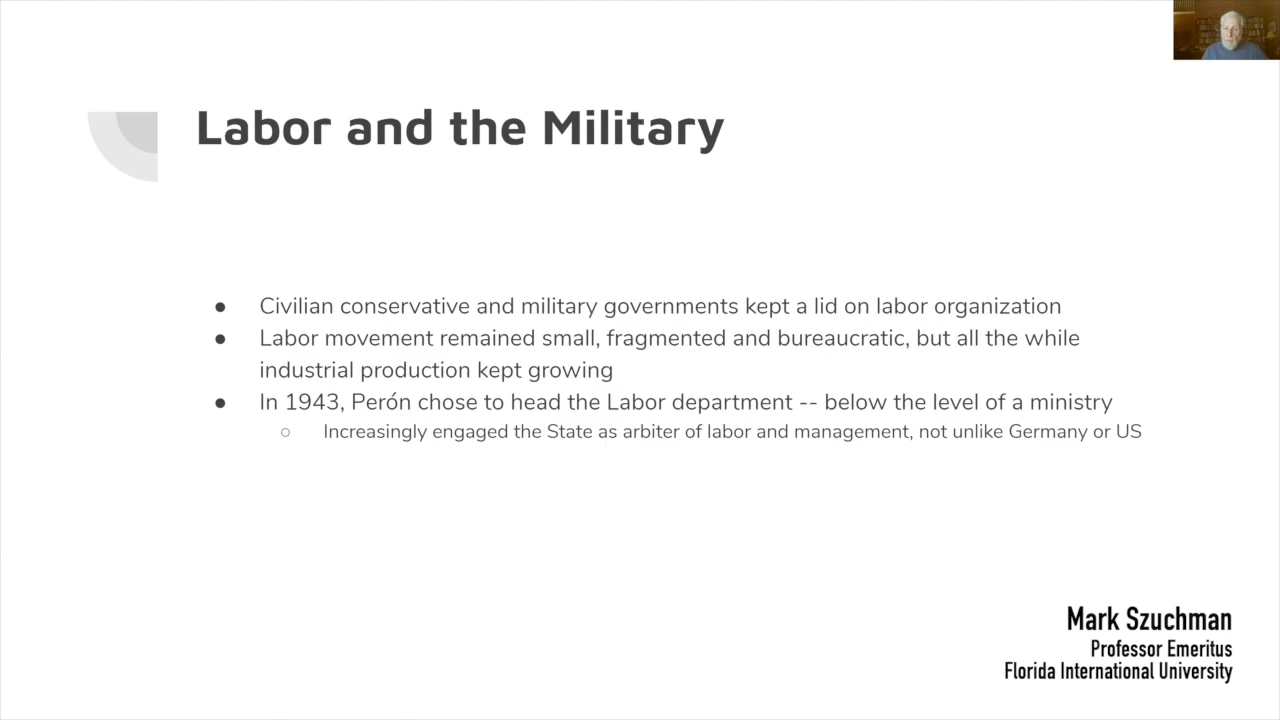 Labor and the Military
● Civilian conservative and military governments kept a lid on labor organization
● Labor movement remained small, fragmented and bureaucratic, but all the while
industrial production kept growing
● In 1943, Perón chose to head the Labor department -- below the level of a ministry
○ Increasingly engaged the State as arbiter of labor and management, not unlike Germany or US
Mark Szuchman
Professor Emeritus
Florida International University